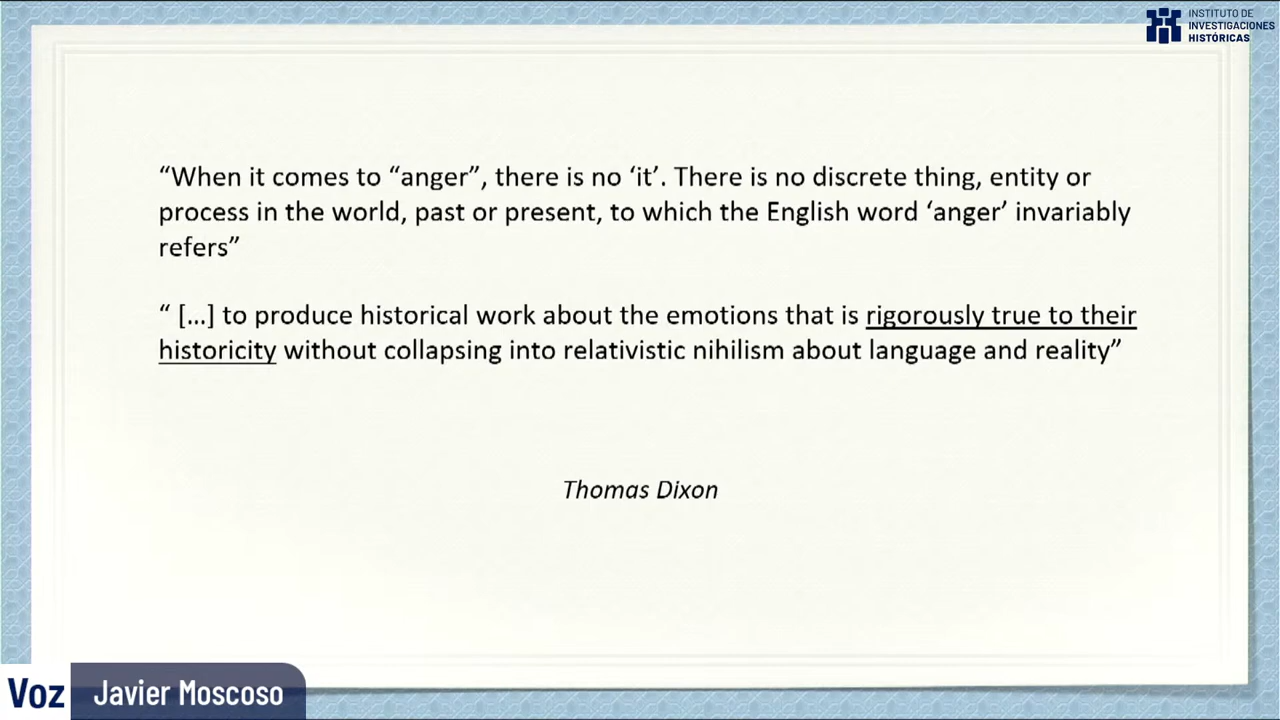 INSTITUTO DE
INVESTIGACIONES
HISTÓRICAS
“When it comes to “anger”, there is no ‘it’. There is no discrete thing, entity or
process in the world, past or present, to which the English word ‘anger’ invariably
refers”
“ [...] to produce historical work about the emotions that is rigorously true to their
historicity without collapsing into relativistic nihilism about language and reality”
Thomas Dixon
Voz Javier Moscoso